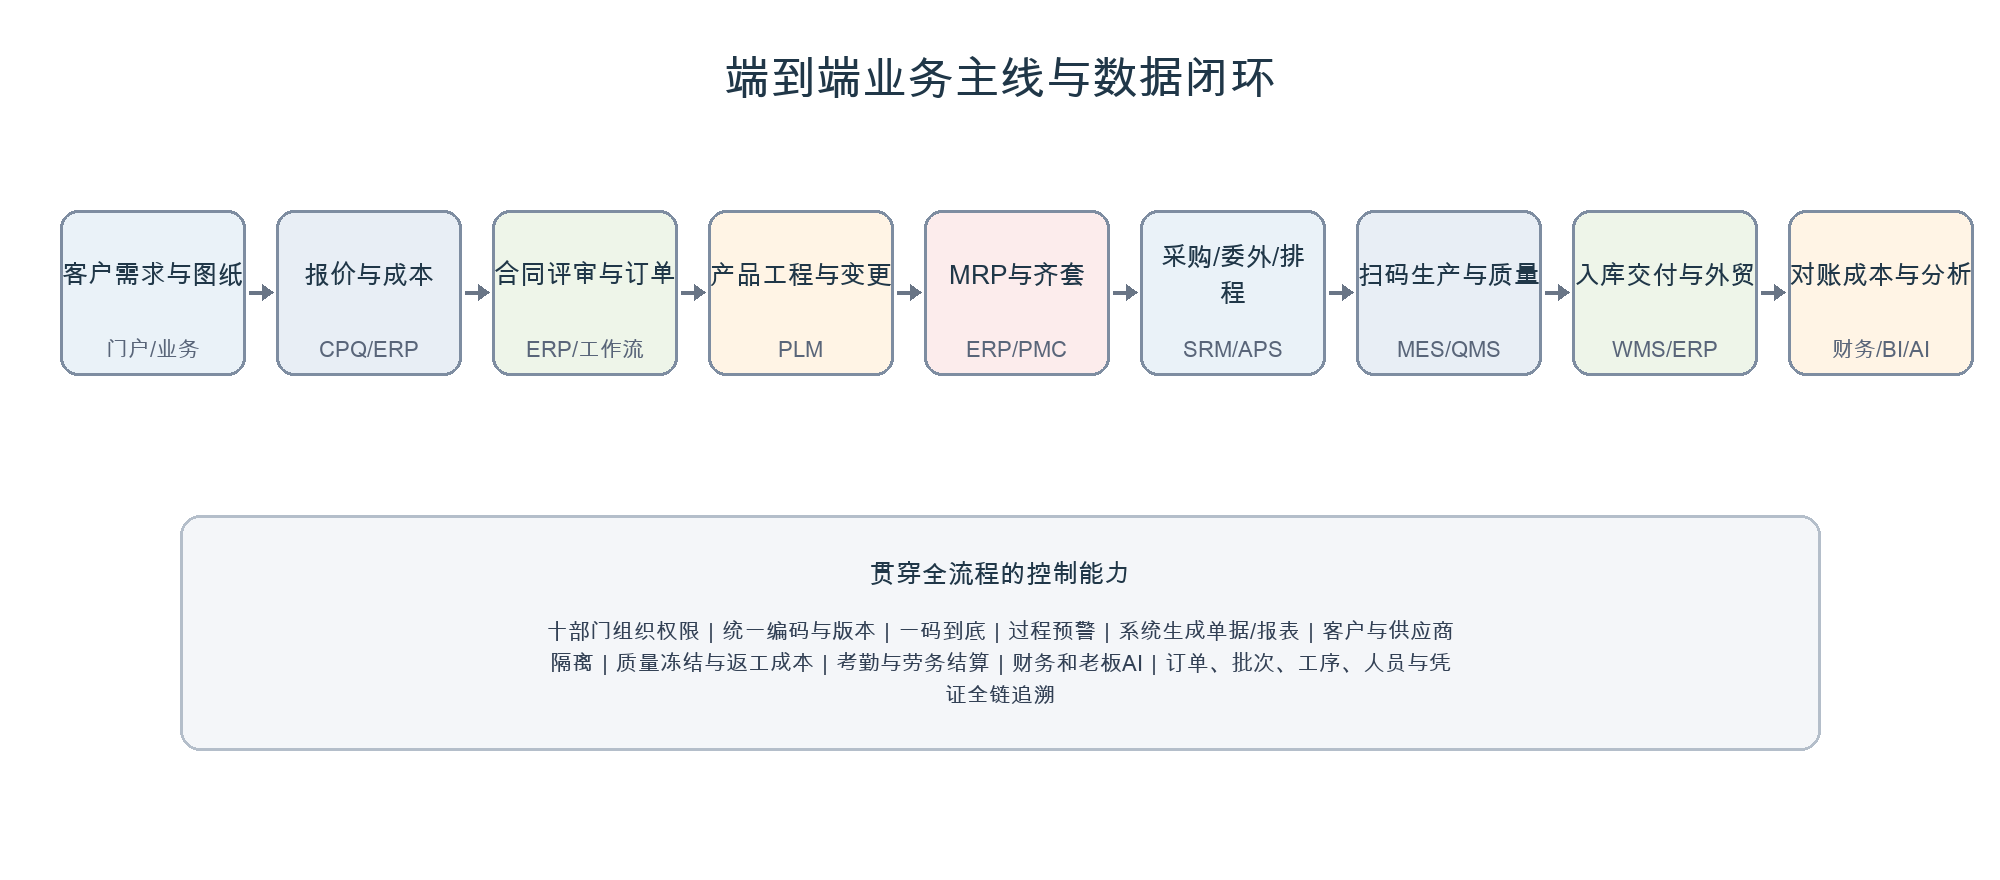 端到端业务主线与数据闭环
客户需求与图纸
门户/业务
报价与成本
CPQ/ERP
合同评审与订单
ERP/工作流
产品工程与变更
PLM
MRP与齐套
ERP/PMC
采购/委外/排
程
SRM/APS
扫码生产与质量
MES/QMS
入库交付与外贸
WMS/ERP
对账成本与分析
财务/BI/AI
贯穿全流程的控制能力
十部门组织权限 | 统一编码与版本 | 一码到底 | 过程预警 | 系统生成单据/报表 | 客户与供应商
隔离 | 质量冻结与返工成本 | 考勤与劳务结算 | 财务和老板AI | 订单、批次、工序、人员与凭
证全链追溯